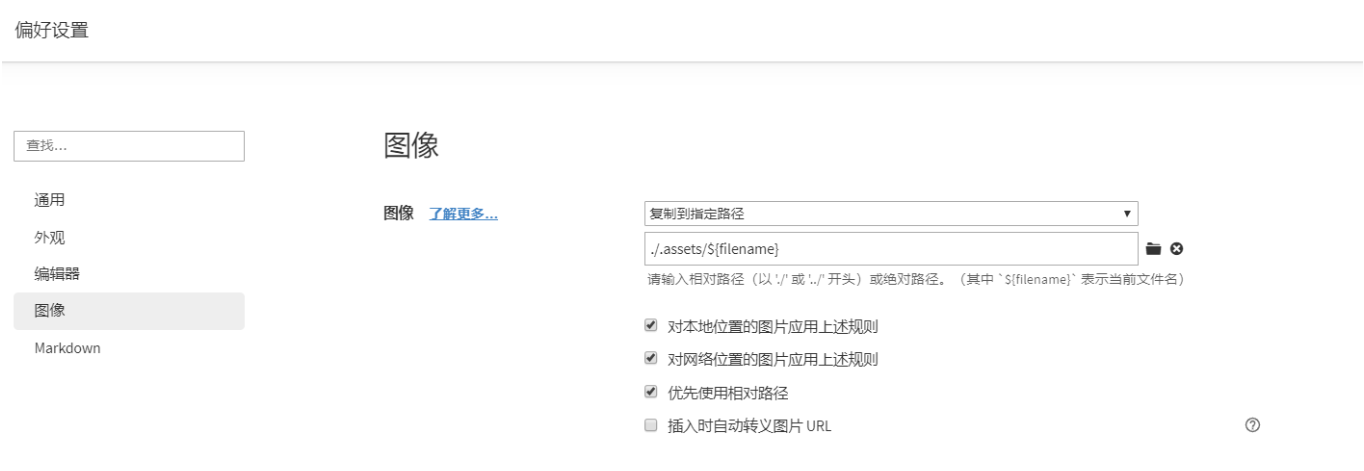 偏好设置
查找...
通用
外观
编辑器
图像
Markdown
图像
图像 了解更多...
复制到指定路径
./.assets/${filename}
请输入相对路径（以 './' 或 '../' 开头）或绝对路径。（其中 `${filename}` 表示当前文件名）
对本地位置的图片应用上述规则
对网络位置的图片应用上述规则
优先使用相对路径
插入时自动转义图片 URL